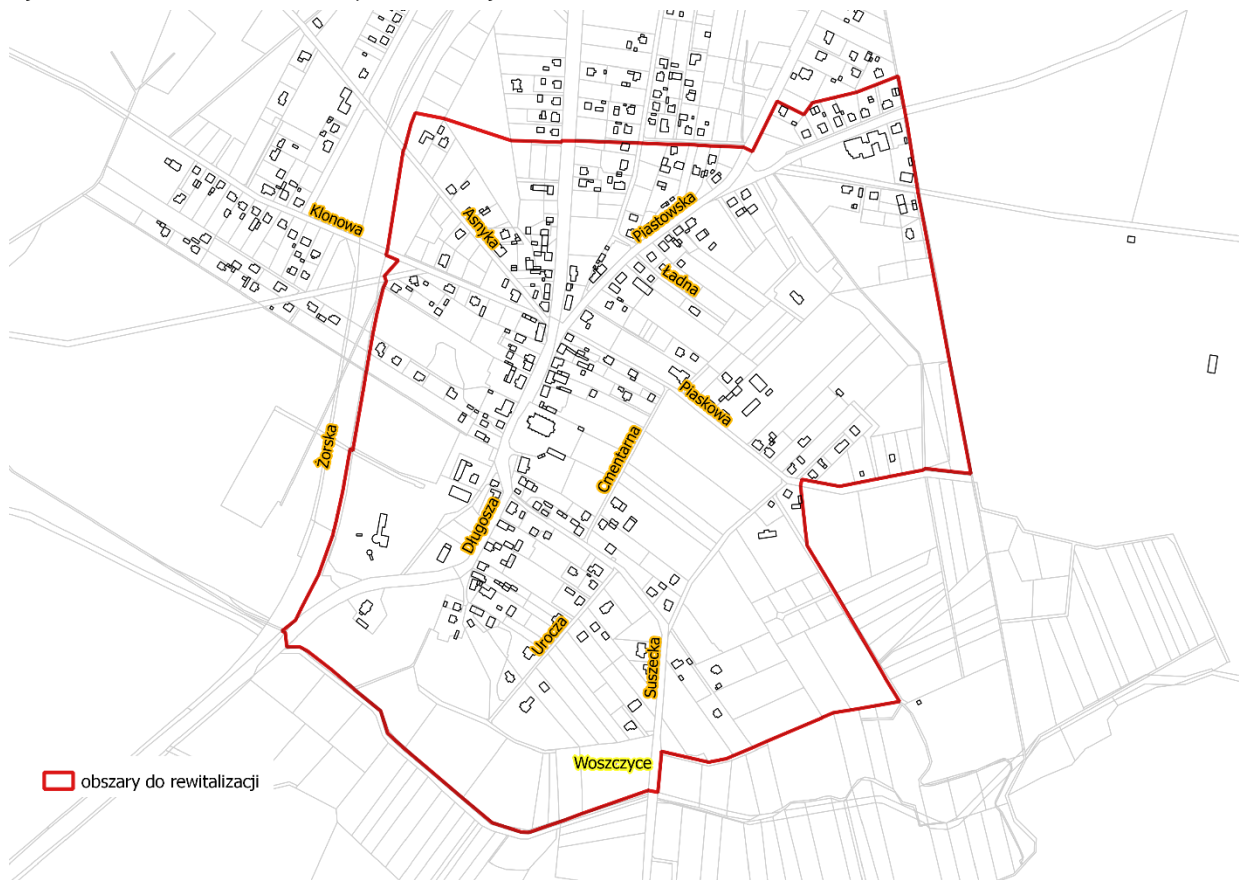 Piastowska
Klonowa
Asnyka
Ładna
Piaskowa
Żorska
Cmentarna
Długosza
Urocza
Suszecka
Woszczyce
obszary do rewitalizacji